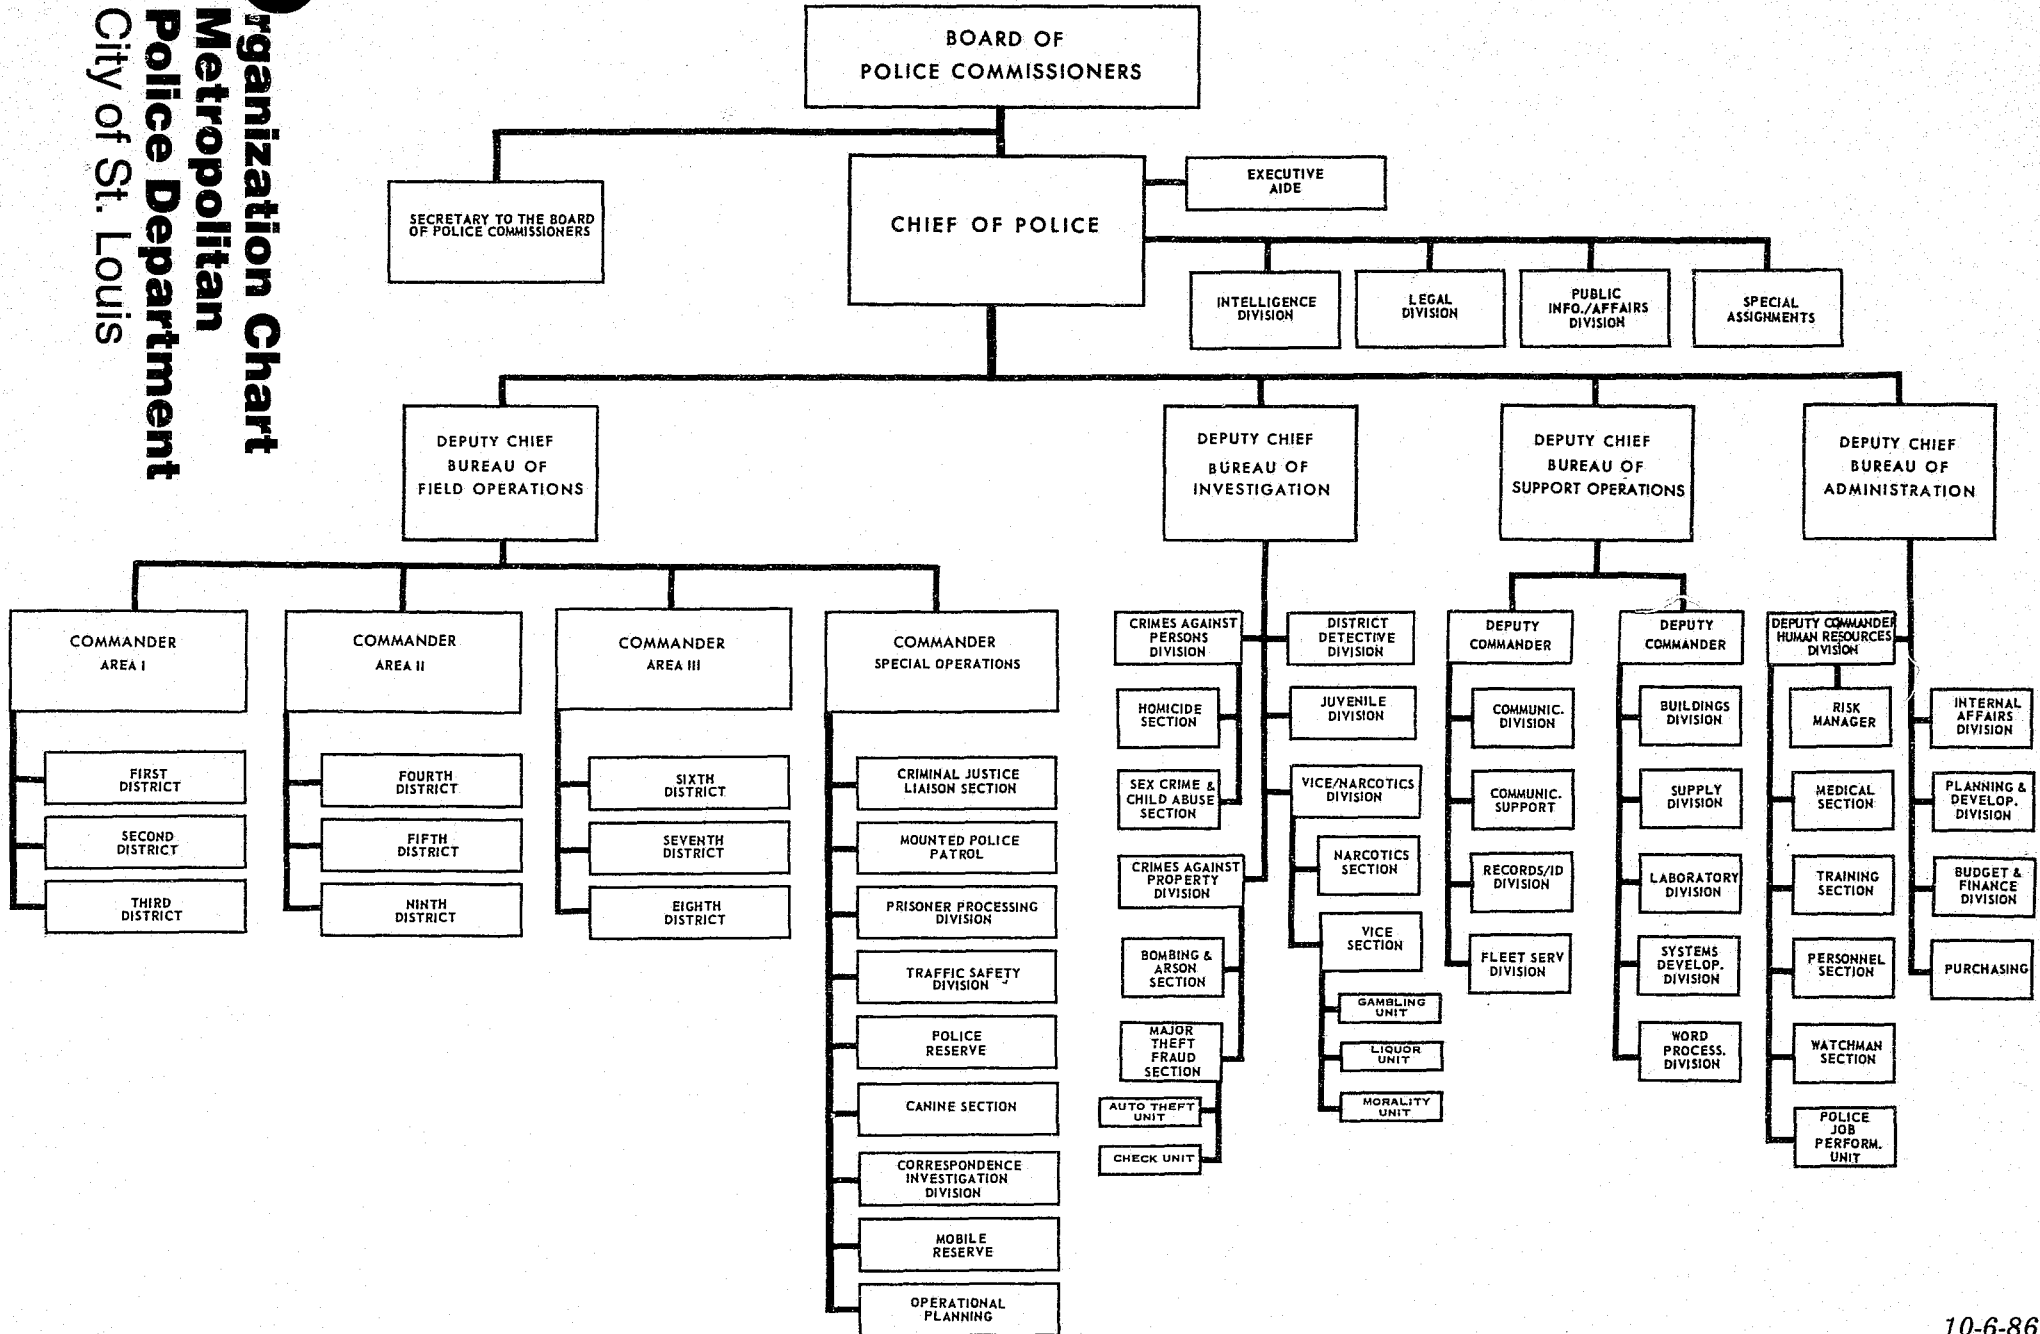 rganization Chart
Metropolitan
Police Department
City of St. Louis
BOARD OF
POLICE COMMISSIONERS
SECRETARY TO THE BOARD
OF POLICE COMMISSIONERS
CHIEF OF POLICE
EXECUTIVE
AIDE
INTELLIGENCE
DIVISION
LEGAL
DIVISION
PUBLIC
INFO./AFFAIRS
DIVISION
SPECIAL
ASSIGNMENTS
DEPUTY CHIEF
BUREAU OF
FIELD OPERATIONS
DEPUTY CHIEF
BUREAU OF
INVESTIGATION
DEPUTY CHIEF
BUREAU OF
SUPPORT OPERATIONS
DEPUTY CHIEF
BUREAU OF
ADMINISTRATION
COMMANDER
AREA I
FIRST
DISTRICT
SECOND
DISTRICT
THIRD
DISTRICT
COMMANDER
AREA II
FOURTH
DISTRICT
FIFTH
DISTRICT
NINTH
DISTRICT
COMMANDER
AREA III
SIXTH
DISTRICT
SEVENTH
DISTRICT
EIGHTH
DISTRICT
COMMANDER
SPECIAL OPERATIONS
CRIMINAL JUSTICE
LIAISON SECTION
MOUNTED POLICE
PATROL
PRISONER PROCESSING
DIVISION
TRAFFIC SAFETY
DIVISION
POLICE
RESERVE
CANINE SECTION
CORRESPONDENCE
INVESTIGATION
DIVISION
MOBILE
RESERVE
OPERATIONAL
PLANNING
CRIMES AGAINST
PERSONS
DIVISION
HOMICIDE
SECTION
SEX CRIME &
CHILD ABUSE
SECTION
CRIMES AGAINST
PROPERTY
DIVISION
BOMBING &
ARSON
SECTION
MAJOR
THEFT
FRAUD
SECTION
AUTO THEFT
UNIT
CHECK UNIT
DISTRICT
DETECTIVE
DIVISION
JUVENILE
DIVISION
VICE/NARCOTICS
DIVISION
NARCOTICS
SECTION
VICE
SECTION
GAMBLING
UNIT
LIQUOR
UNIT
MORALITY
UNIT
DEPUTY
COMMANDER
COMMUNIC.
DIVISION
COMMUNIC.
SUPPORT
RECORDS/ID
DIVISION
FLEET SERV
DIVISION
DEPUTY
COMMANDER
BUILDINGS
DIVISION
SUPPLY
DIVISION
LABORATORY
DIVISION
SYSTEMS
DEVELOP.
DIVISION
WORD
PROCESS.
DIVISION
DEPUTY COMMANDER
HUMAN RESOURCES
DIVISION
RISK
MANAGER
MEDICAL
SECTION
TRAINING
SECTION
PERSONNEL
SECTION
WATCHMAN
SECTION
POLICE
JOB
PERFORM.
UNIT
INTERNAL
AFFAIRS
DIVISION
PLANNING &
DEVELOP.
DIVISION
BUDGET &
FINANCE
DIVISION
PURCHASING
10-6-86